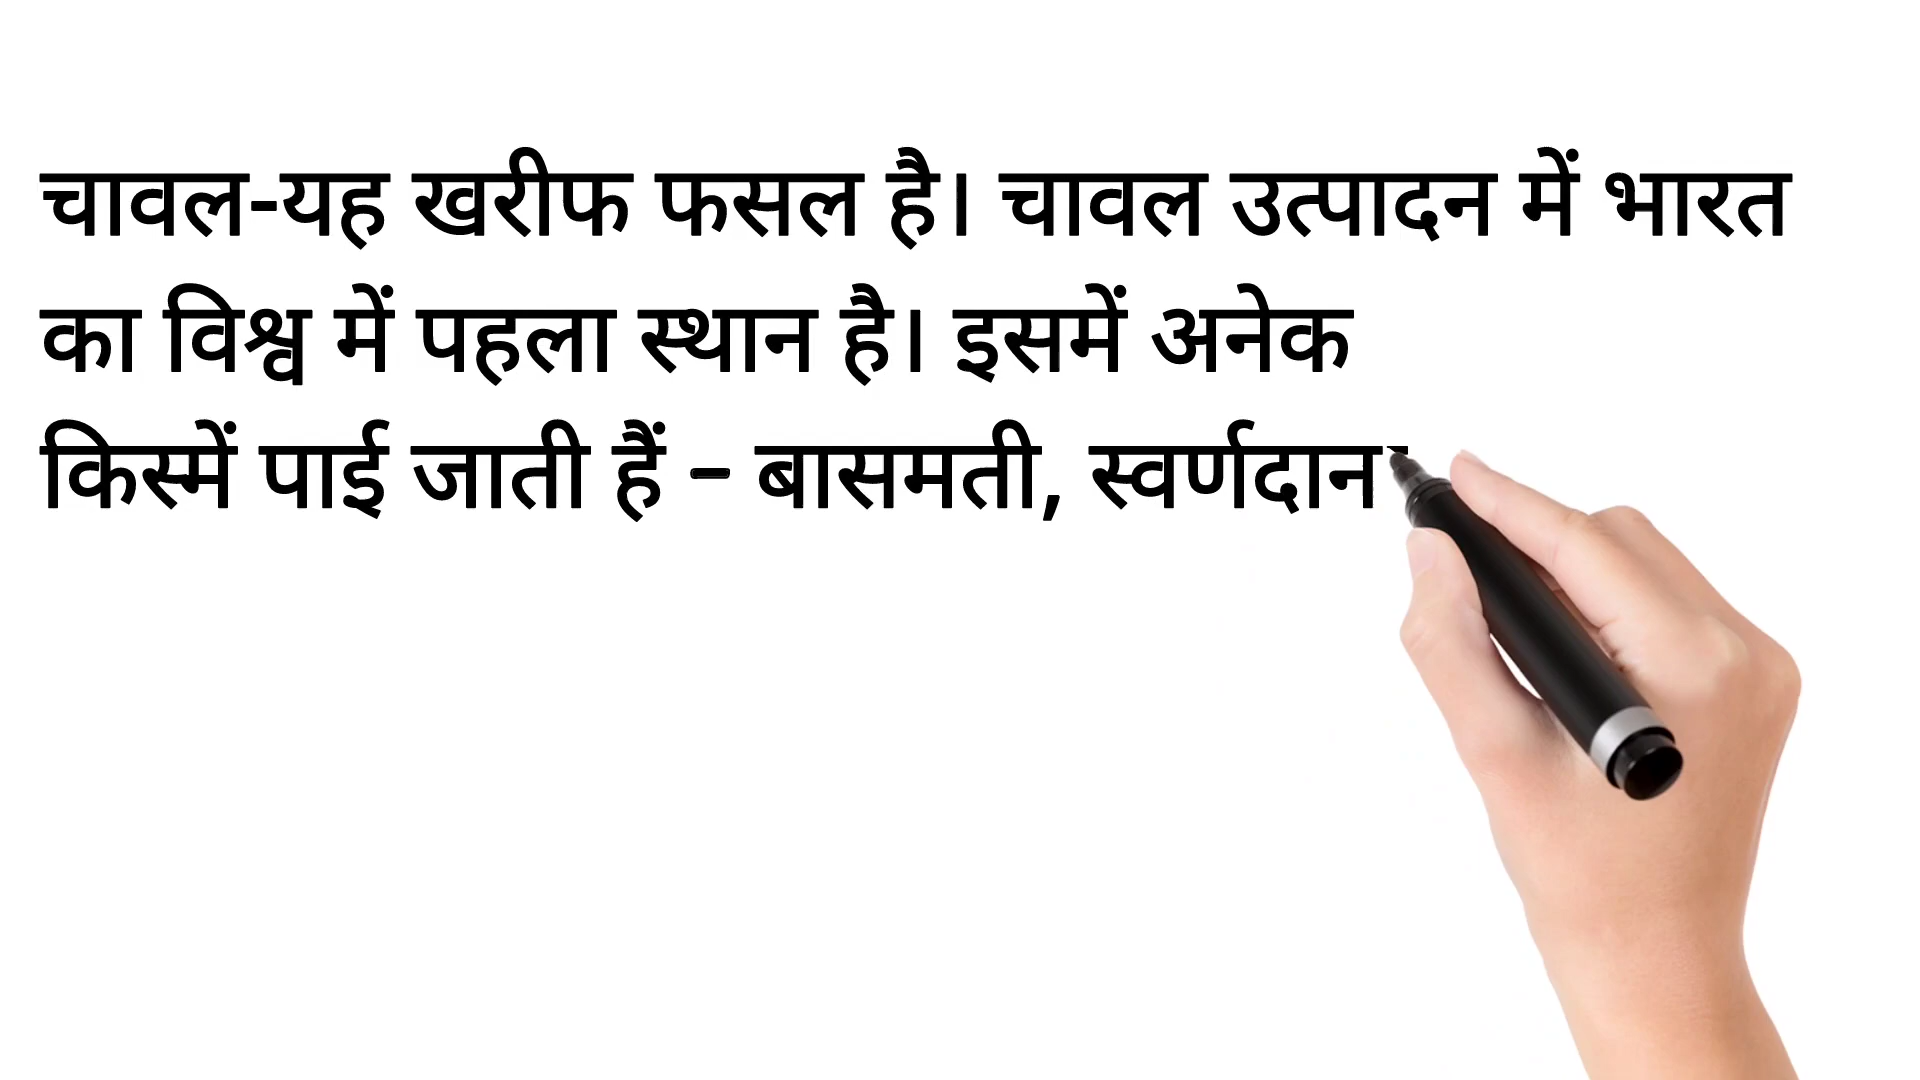 चावल-यह खरीफ फसल है। चावल उत्पादन में भारत
का विश्व में पहला स्थान है। इसमें अनेक
किस्में पाई जाती हैं – बासमती, स्वर्णदान